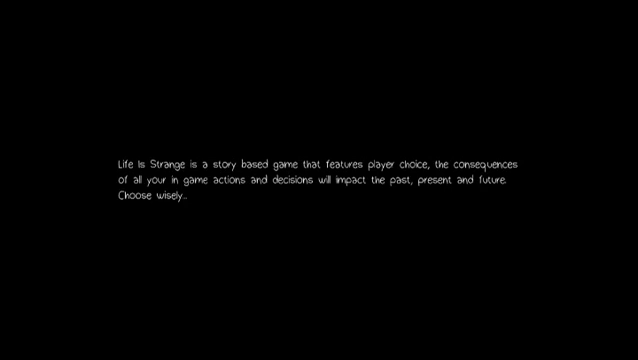 Life Is Strange is a story based game that features player choice, the consequences
of all your in game actions and decisions will impact the past, present and future.
Choose wisely..